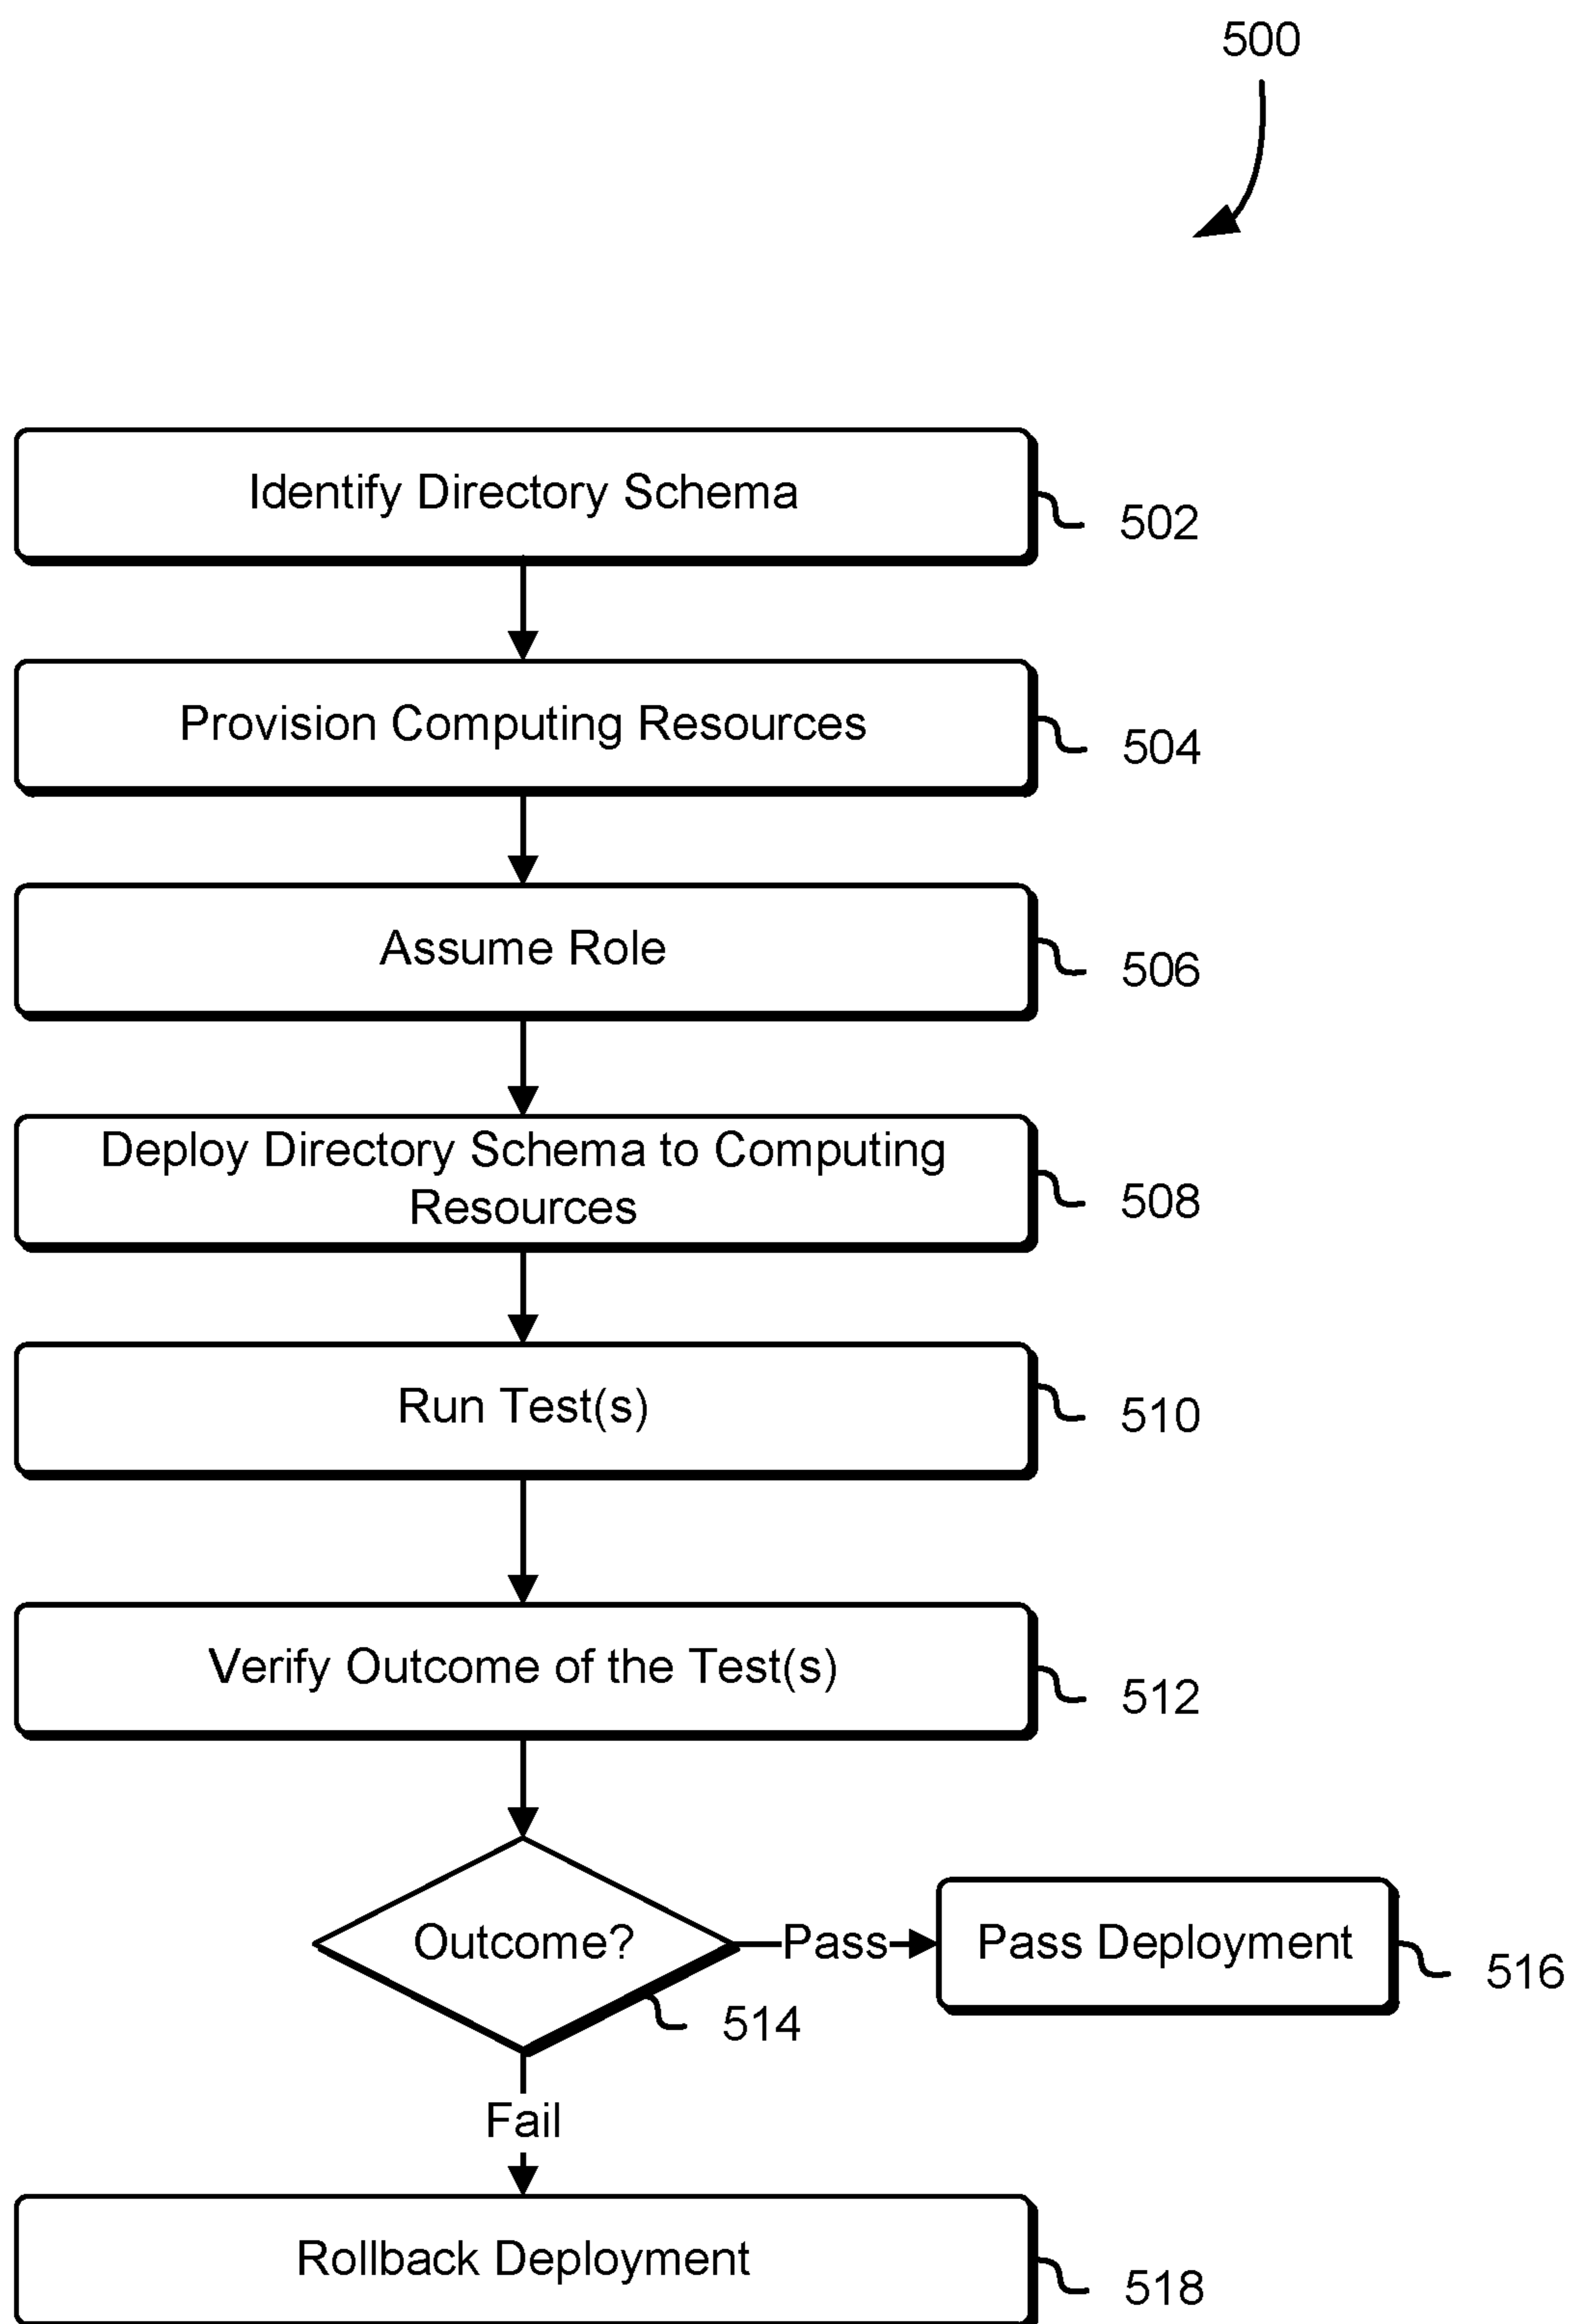 500
Identify Directory Schema
502
Provision Computing Resources
504
Assume Role
506
Deploy Directory Schema to Computing
Resources
508
Run Test(s)
510
Verify Outcome of the Test(s)
512
Outcome?
Pass
Pass Deployment
516
514
Fail
Rollback Deployment
518